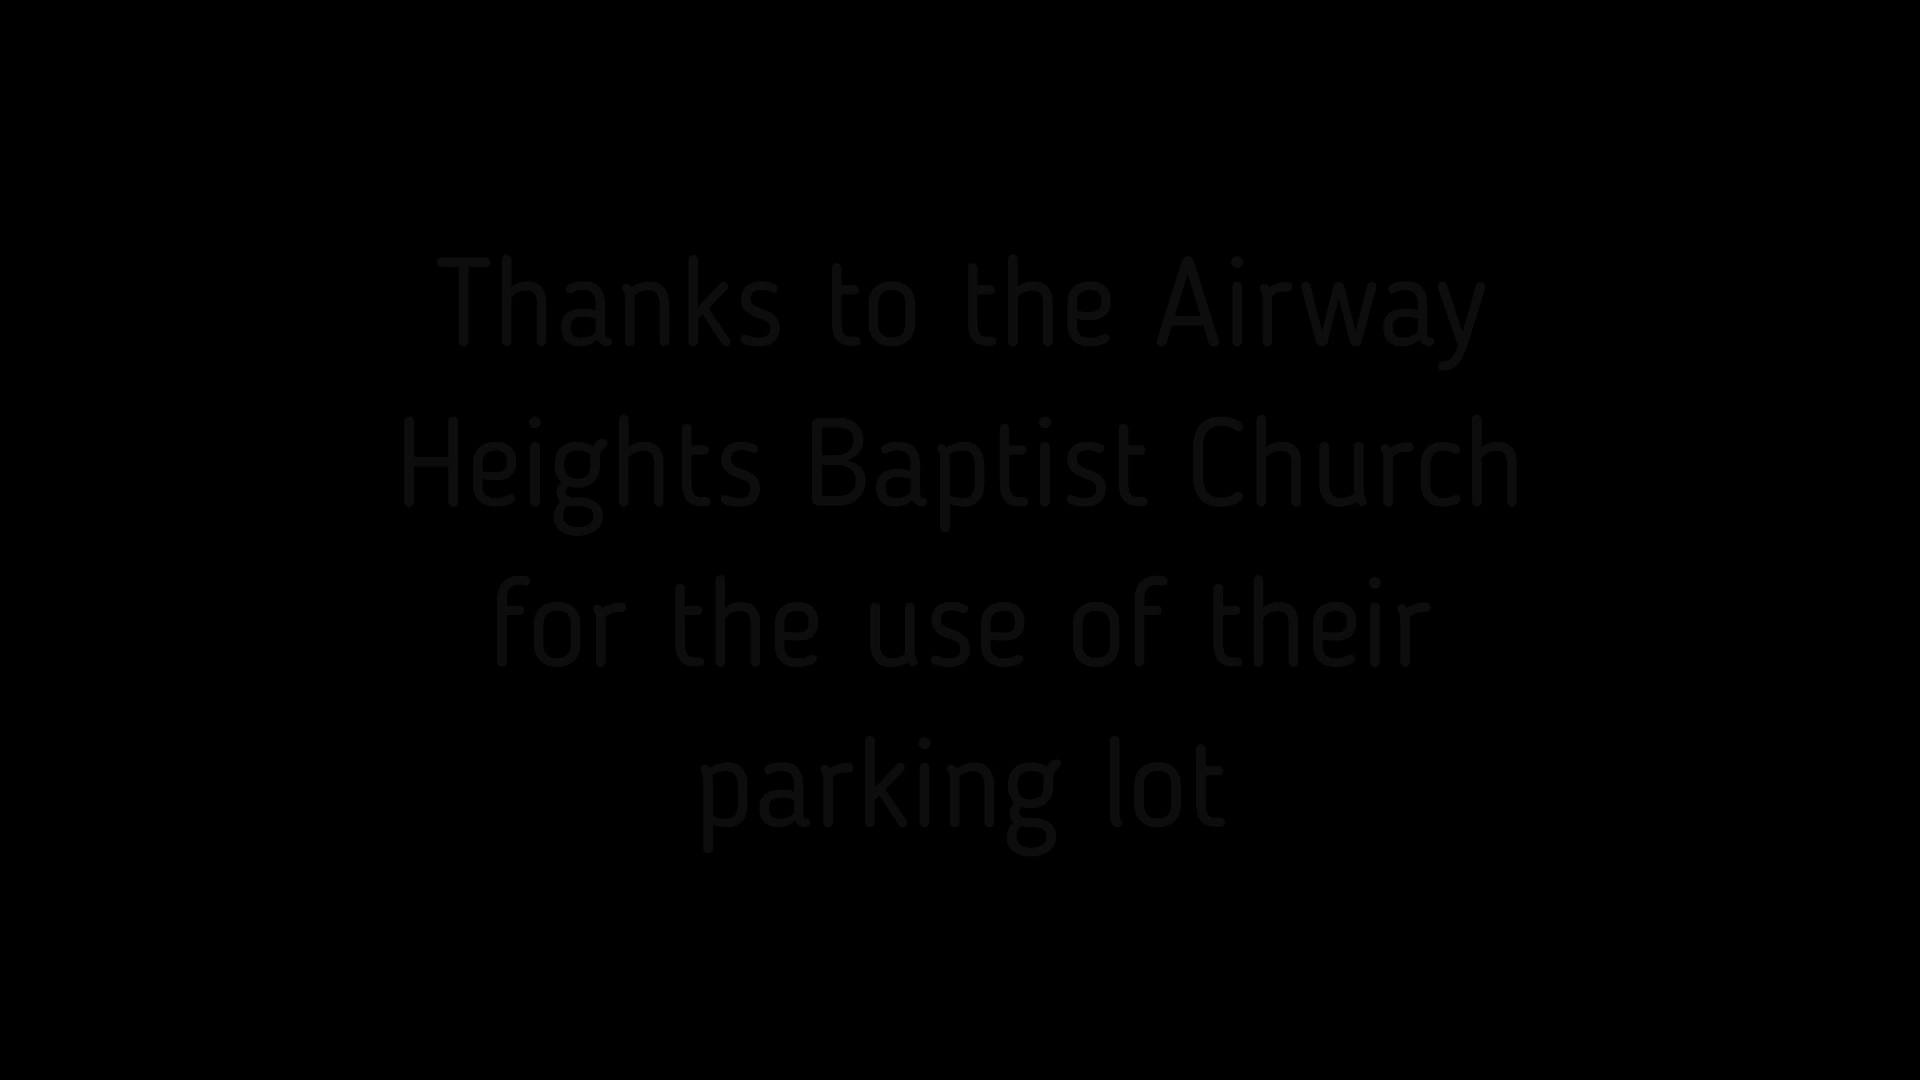 Thanks to the Airway
Heights Baptist Church
for the use of their
parking lot